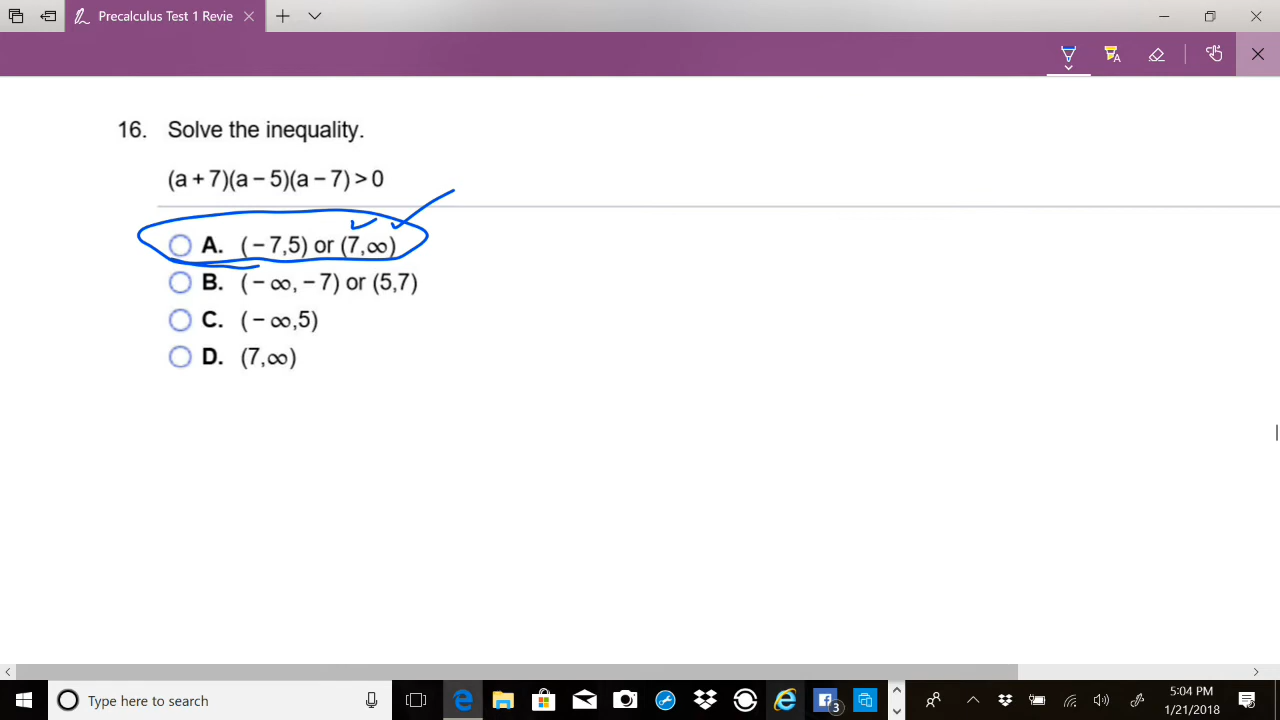 Precalculus Test 1 Revie
16. Solve the inequality.
(a + 7)(a − 5)(a − 7) > 0
A. (− 7,5) or (7,∞)
B. (− ∞, − 7) or (5,7)
C. (− ∞,5)
D. (7,∞)
Type here to search
3
5:04 PM
1/21/2018